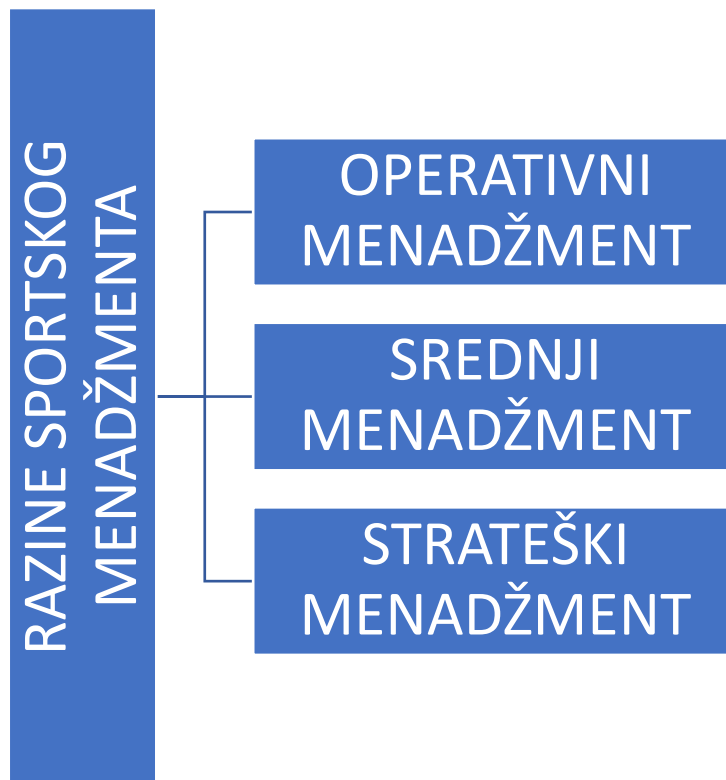 RAZINE SPORTSKOG
MENADŽMENTA
OPERATIVNI
MENADŽMENT
SREDNJI
MENADŽMENT
STRATEŠKI
MENADŽMENT